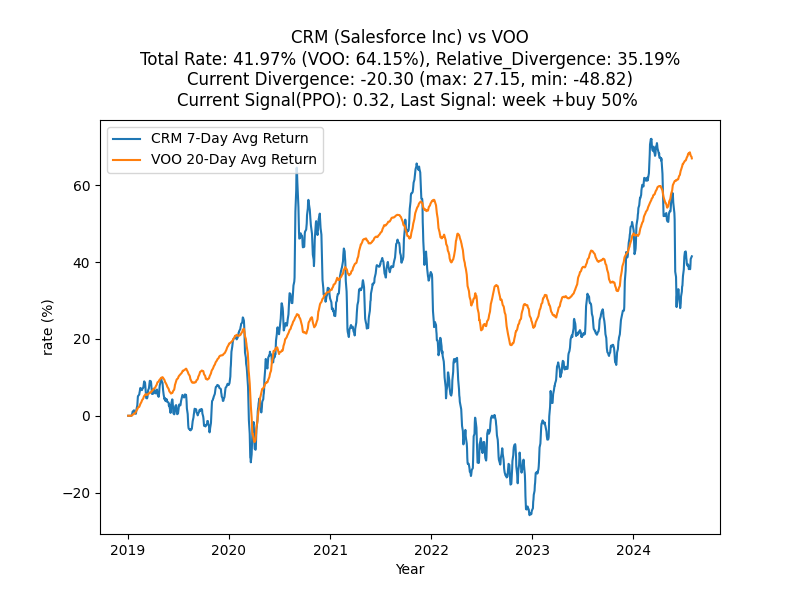 CRM (Salesforce Inc) vs VOO
Total Rate: 41.97% (VOO: 64.15%), Relative_Divergence: 35.19%
Current Divergence: -20.30 (max: 27.15, min: -48.82)
Current Signal(PPO): 0.32, Last Signal: week +buy 50%
CRM 7-Day Avg Return
VOO 20-Day Avg Return
60
40
20
0
−20
rate (%)
2019 2020 2021 2022 2023 2024
Year